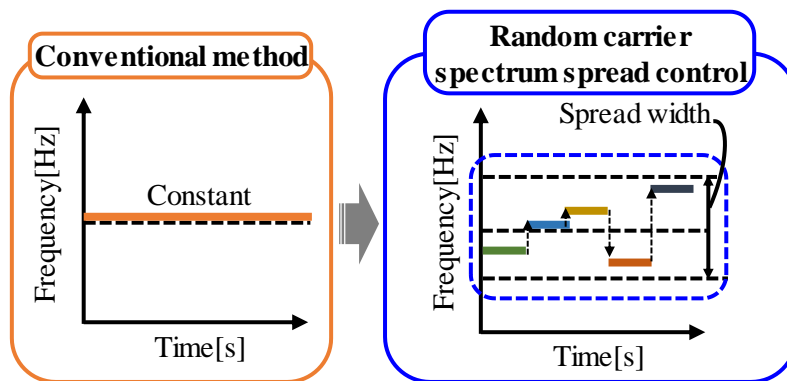 Conventional method
Frequency[Hz]
Constant
Time[s]
Random carrier
spectrum spread control
Spread width
Frequency[Hz]
Time[s]